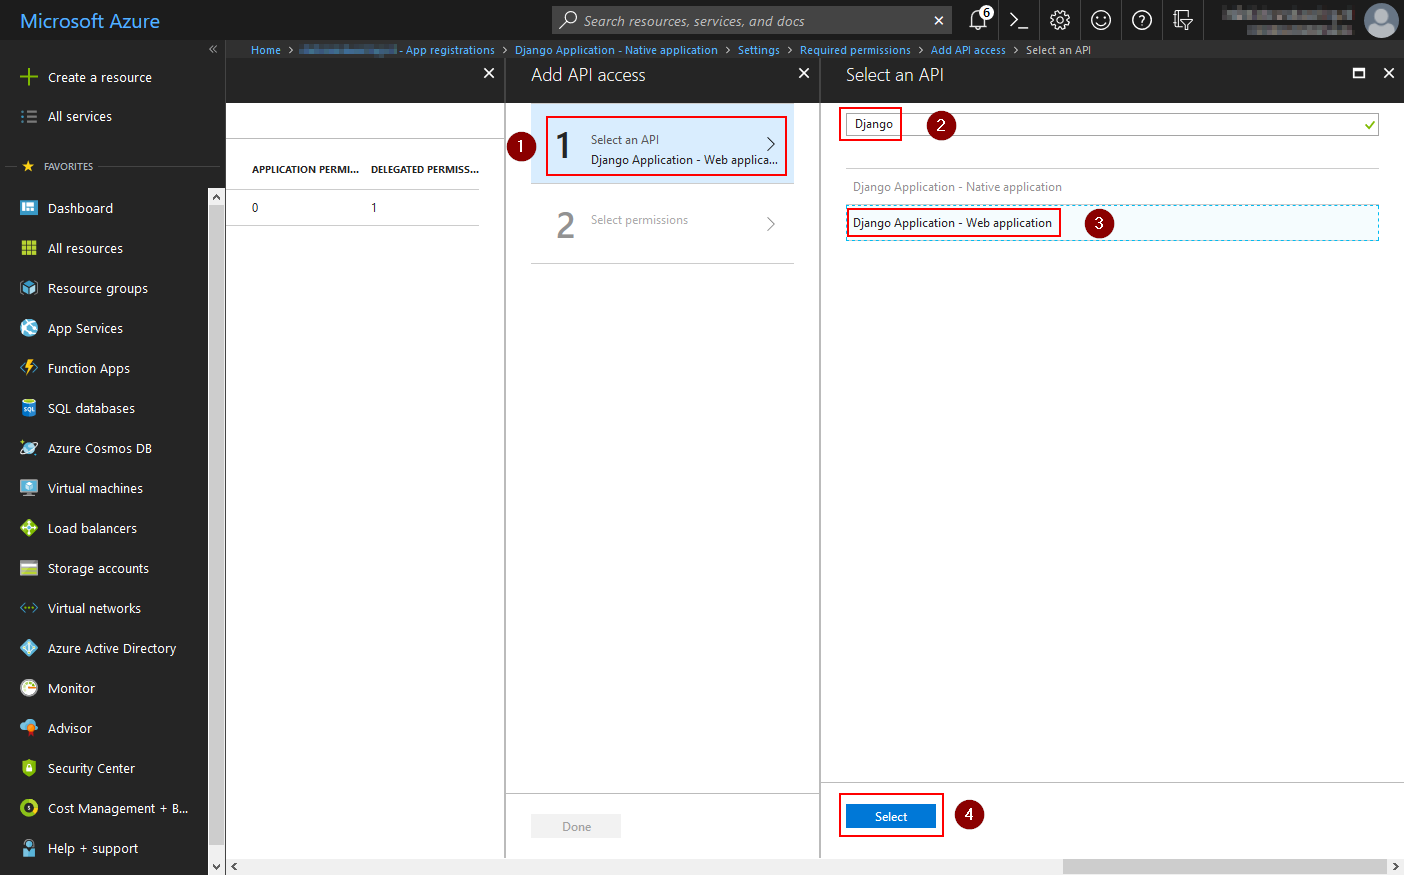 Microsoft Azure
Search resources, services, and docs
6
Home > - App registrations > Django Application - Native application > Settings > Required permissions > Add API access > Select an API
Create a resource
All services
FAVORITES
Dashboard
All resources
Resource groups
App Services
Function Apps
SQL databases
Azure Cosmos DB
Virtual machines
Load balancers
Storage accounts
Virtual networks
Azure Active Directory
Monitor
Advisor
Security Center
Cost Management + B...
Help + support
APPLICATION PERMI... DELEGATED PERMISS...
0 1
Add API access
1
1 Select an API
Django Application - Web applica...
2 Select permissions
Done
Select an API
Django
2
Django Application - Native application
Django Application - Web application
3
Select
4